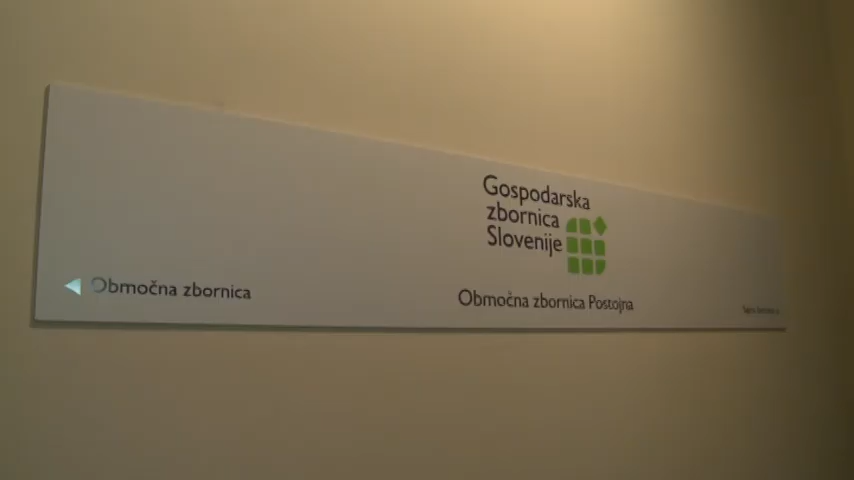 Gospodarska
zbornica
Slovenije
Območna zbornica
Območna zbornica Postojna